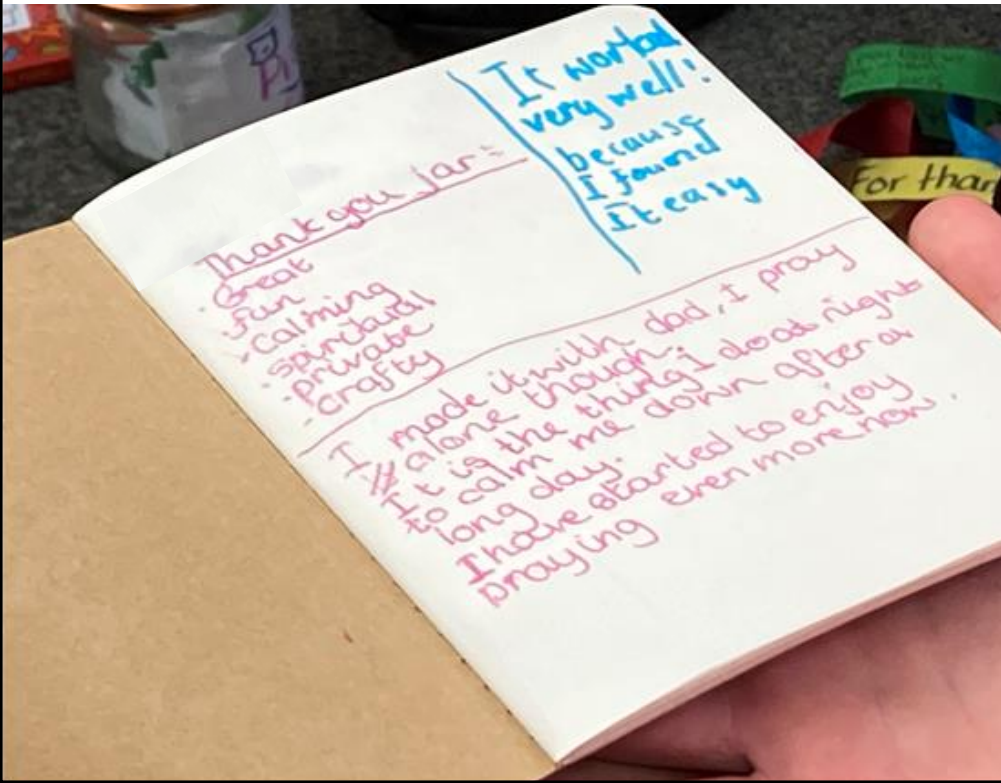 Thank you jar:
· Great
· Fun
· Calming
· spiritual
· private
· crafty
It worked
very well!
because
I found
It easy
I made it with dad, I pray
alone though.
It is the thing I do at night
to calm me down after a
long day.
I have started to enjoy
praying even more now.
For than